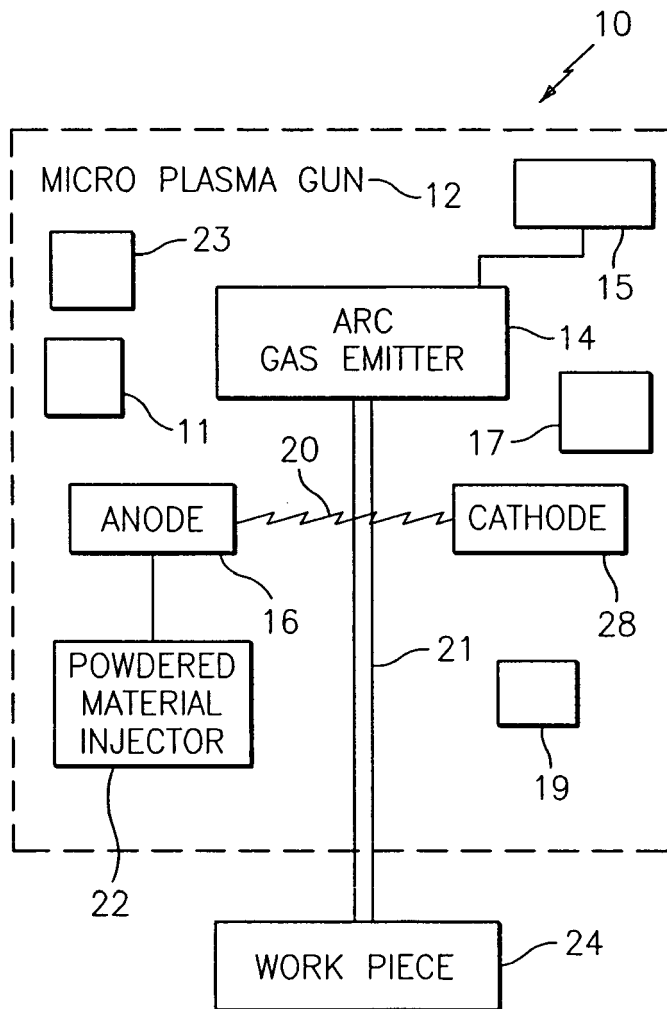 10
MICRO PLASMA GUN
12
23
15
ARC
GAS EMITTER
14
11
17
20
ANODE
CATHODE
16
28
21
POWDERED
MATERIAL
INJECTOR
19
22
WORK PIECE
24